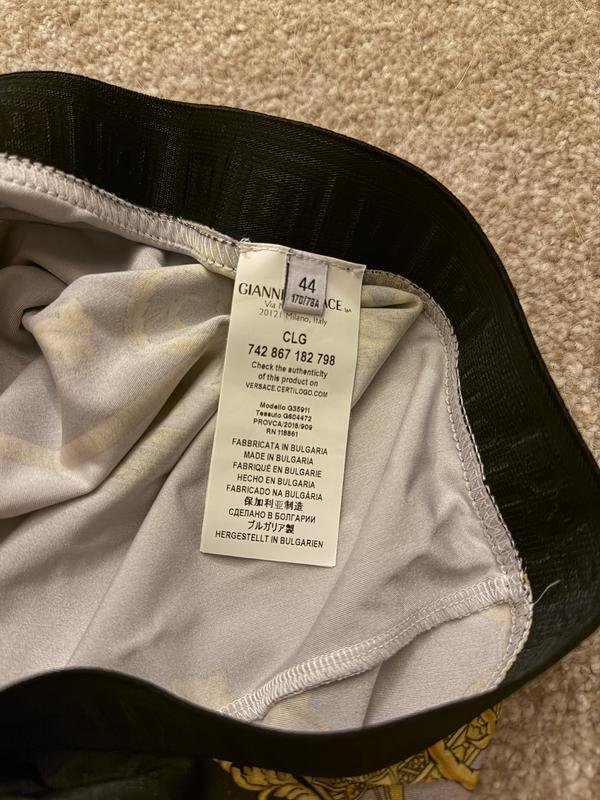 44
170/78A
GIANNI ACE
Via
20121 Milano, Italy
CLG
742 867 182 798
Check the authenticity
of this product on
VERSACE.CERTILOGO.COM
Modello G35911
Tessuto G604472
PROVCA/2018/909
RN 118861
FABBRICATA IN BULGARIA
MADE IN BULGARIA
FABRIQUÉ EN BULGARIE
HECHO EN BULGARIA
FABRICADO NA BULGÁRIA
保加利亚制造
СДЕЛАНО В БОЛГАРИИ
ブルガリア製
HERGESTELLT IN BULGARIEN